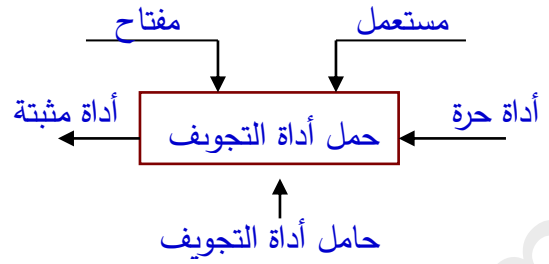 مستعمل
مفتاح
أداة حرة
حمل أداة التجويف
أداة مثبتة
حامل أداة التجويف